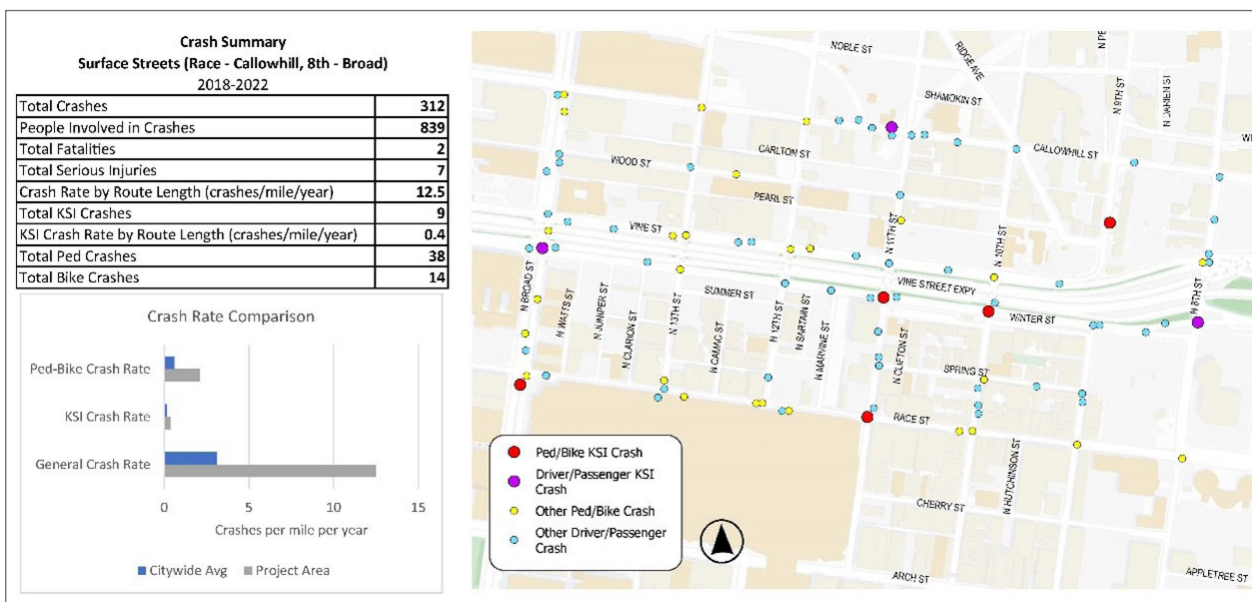 Crash Summary
Surface Streets (Race - Callowhill, 8th - Broad)
2018-2022
Total Crashes 312
People Involved in Crashes 839
Total Fatalities 2
Total Serious Injuries 7
Crash Rate by Route Length (crashes/mile/year) 12.5
Total KSI Crashes 9
KSI Crash Rate by Route Length (crashes/mile/year) 0.4
Total Ped Crashes 38
Total Bike Crashes 14
Crash Rate Comparison
Ped-Bike Crash Rate
KSI Crash Rate
General Crash Rate
0 5 10 15
Crashes per mile per year
Citywide Avg Project Area
NOBLE ST
RIDGE AVE
N 9TH ST
N DARIEN ST
SHAMOKIN ST
CALLOWHILL ST
CARLTON ST
WOOD ST
PEARL ST
VINE ST
N 11TH ST
N 10TH ST
VINE STREET EXPY
N 8TH ST
N BROAD ST
N WATTS ST
N JUNIPER ST
N CLARION ST
N 13TH ST
SUMMER ST
N CAMAC ST
N 12TH ST
N SARTAIN ST
N MARVINE ST
WINTER ST
N CLIFTON ST
SPRING ST
RACE ST
N HUTCHINSON ST
CHERRY ST
ARCH ST
APPLETREE ST
Ped/Bike KSI Crash
Driver/Passenger KSI
Crash
Other Ped/Bike Crash
Other Driver/Passenger
Crash